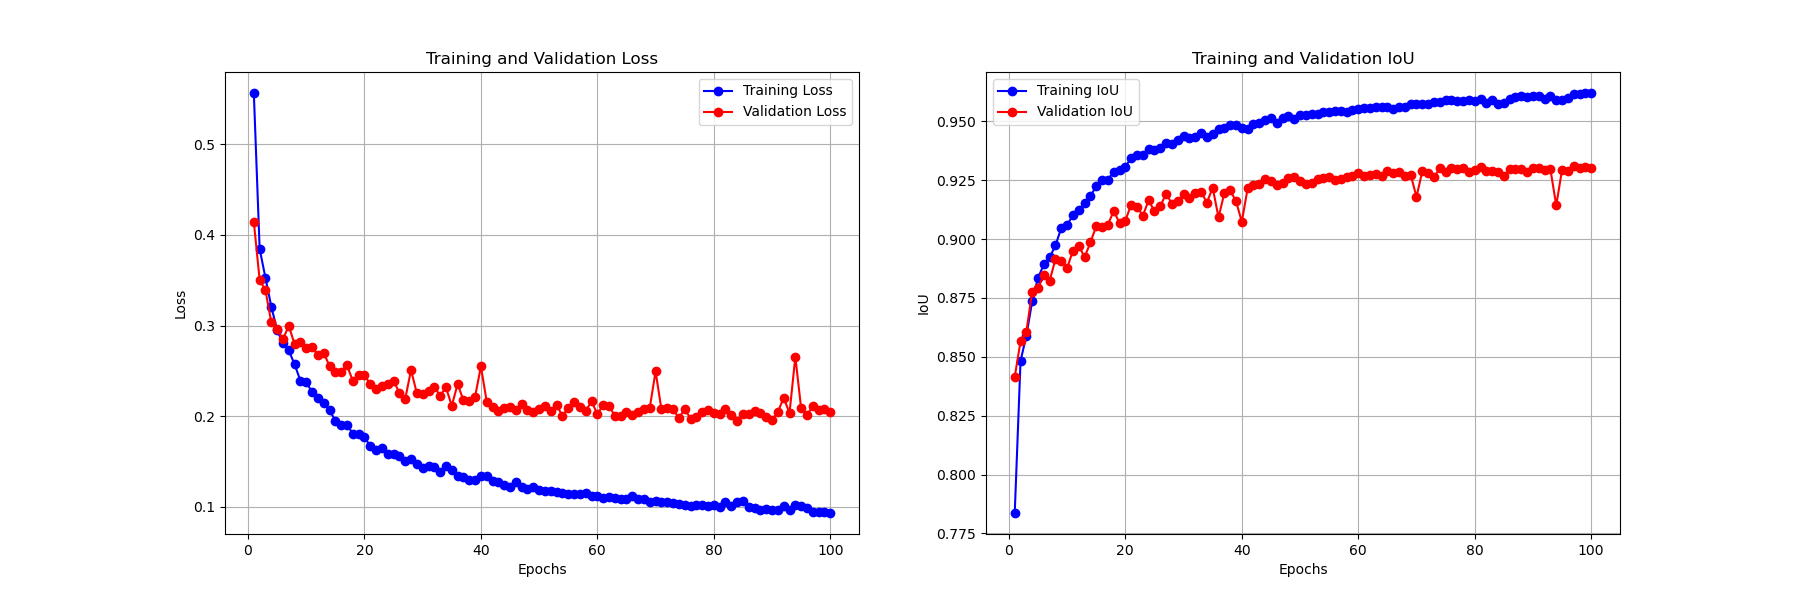 Training and Validation Loss
Training Loss
Validation Loss
0.5
0.4
0.3
0.2
0.1
Loss
0 20 40 60 80 100
Epochs
Training and Validation IoU
Training IoU
Validation IoU
0.950
0.925
0.900
0.875
0.850
0.825
0.800
0.775
IoU
0 20 40 60 80 100
Epochs